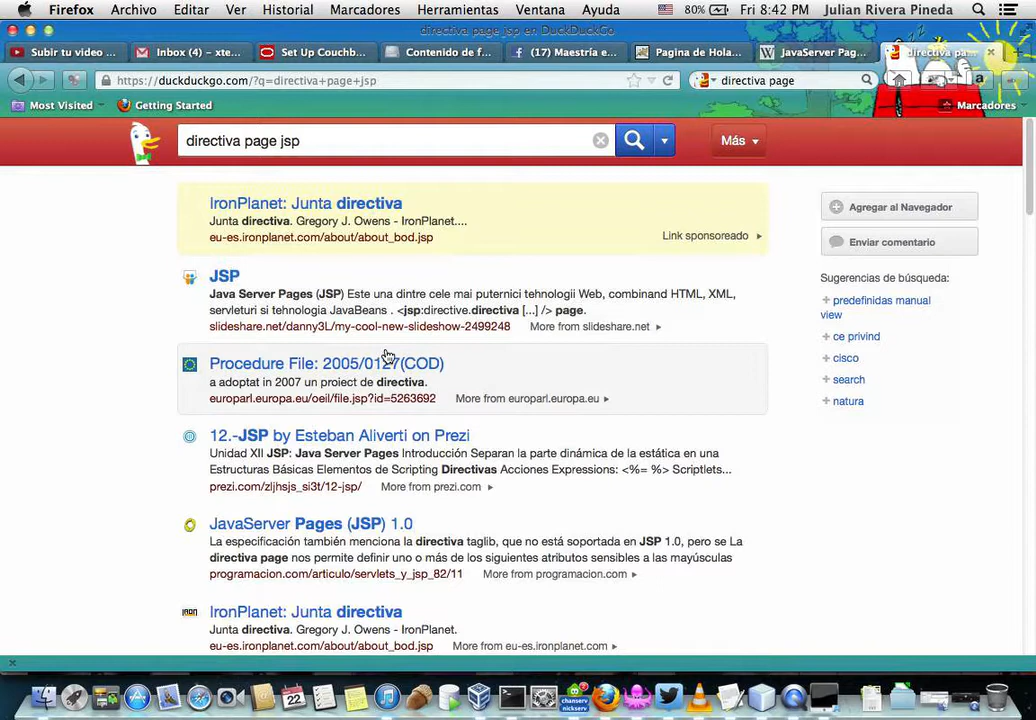 Firefox Archivo Editar Ver Historial Marcadores Herramientas Ventana Ayuda 80% Fri 8:42 PM Julian Rivera Pineda
directiva page jsp en DuckDuckGo
Subir tu video ... Inbox (4) – xte... Set Up Couchb... Contenido de f... (17) Maestría e... Pagina de Hola... JavaServer Pag... directiva pa...
https://duckduckgo.com/?q=directiva+page+jsp directiva page
Most Visited Getting Started Marcadores
directiva page jsp Más
IronPlanet: Junta directiva
Junta directiva. Gregory J. Owens - IronPlanet....
eu-es.ironplanet.com/about/about_bod.jsp Link sponsoreado
JSP
Java Server Pages (JSP) Este una dintre cele mai puternici tehnologii Web, combinand HTML, XML,
servleturi si tehnologia JavaBeans . <jsp:directive.directiva [...] /> page.
slideshare.net/danny3L/my-cool-new-slideshow-2499248 More from slideshare.net
Procedure File: 2005/0127(COD)
a adoptat in 2007 un proiect de directiva.
europarl.europa.eu/oeil/file.jsp?id=5263692 More from europarl.europa.eu
12.-JSP by Esteban Aliverti on Prezi
Unidad XII JSP: Java Server Pages Introducción Separan la parte dinámica de la estática en una
Estructuras Básicas Elementos de Scripting Directivas Acciones Expressions: <%= %> Scriptlets...
prezi.com/zljhsjs_si3t/12-jsp/ More from prezi.com
JavaServer Pages (JSP) 1.0
La especificación también menciona la directiva taglib, que no está soportada en JSP 1.0, pero se La
directiva page nos permite definir uno o más de los siguientes atributos sensibles a las mayúsculas
programacion.com/articulo/servlets_y_jsp_82/11 More from programacion.com
IronPlanet: Junta directiva
Junta directiva. Gregory J. Owens - IronPlanet.
eu-es.ironplanet.com/about/about_bod.jsp More from eu-es.ironplanet.com
Agregar al Navegador
Enviar comentario
Sugerencias de búsqueda:
predefinidas manual
view
ce privind
cisco
search
natura
22
chanserv
nickserv